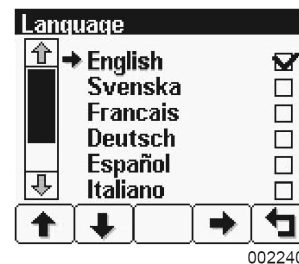 Language
English
Svenska
Francais
Deutsch
Español
Italiano
002240